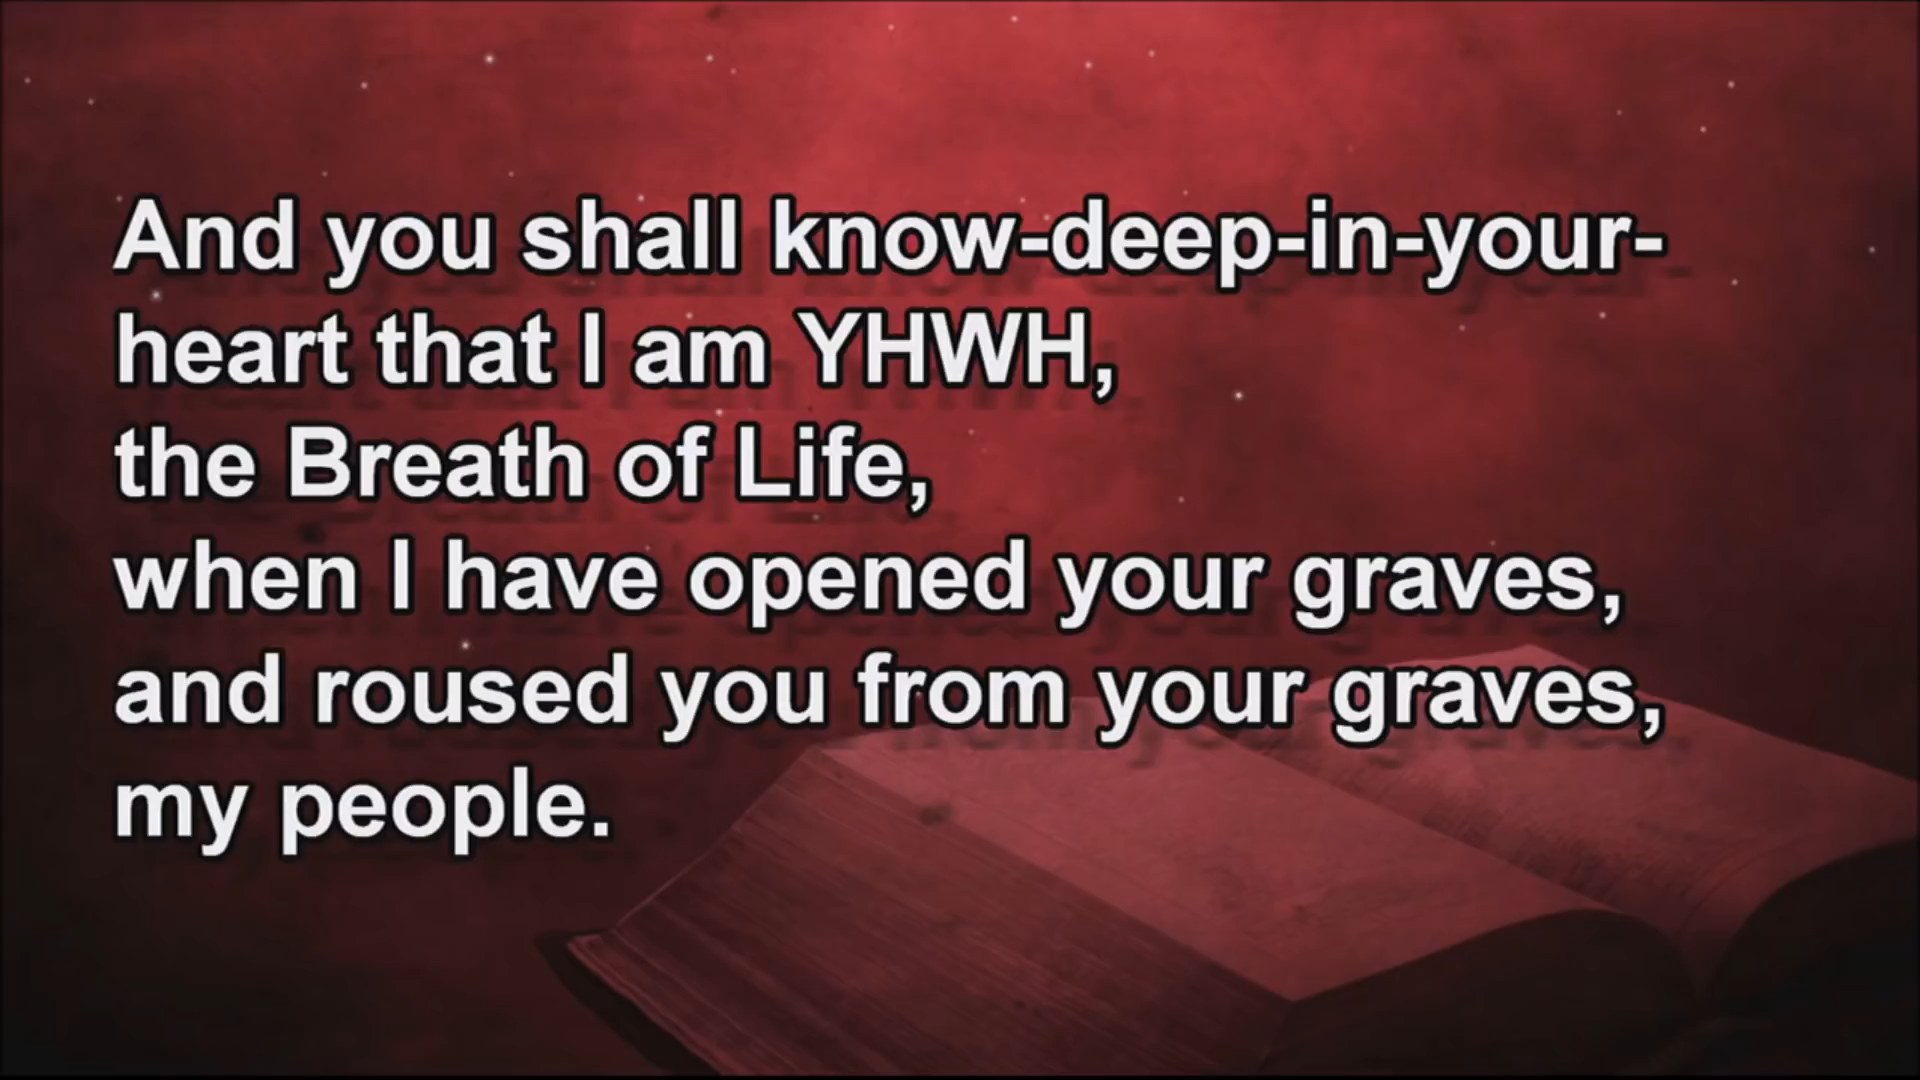 And you shall know-deep-in-your-
heart that I am YHWH,
the Breath of Life,
when I have opened your graves,
and roused you from your graves,
my people.